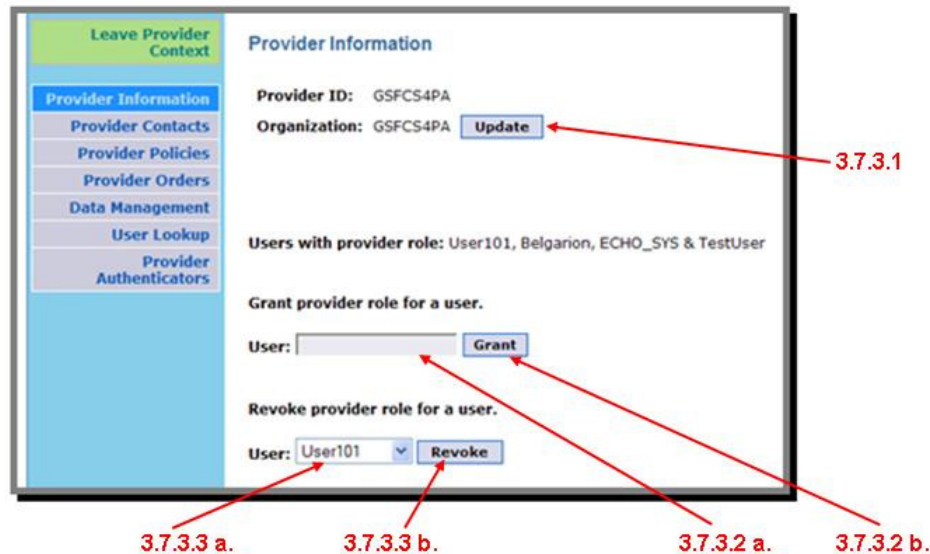 Leave Provider
Context
Provider Information
Provider Contacts
Provider Policies
Provider Orders
Data Management
User Lookup
Provider
Authenticators
Provider Information
Provider ID: GSFCS4PA
Organization: GSFCS4PA Update
Users with provider role: User101, Belgarion, ECHO_SYS & TestUser
Grant provider role for a user.
User: Grant
Revoke provider role for a user.
User: User101 Revoke
3.7.3.1
3.7.3.3 a. 3.7.3.3 b. 3.7.3.2 a. 3.7.3.2 b.